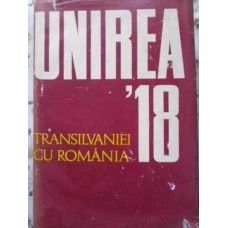 UNIREA
'18
TRANSILVANIEI
CU ROMÂNIA